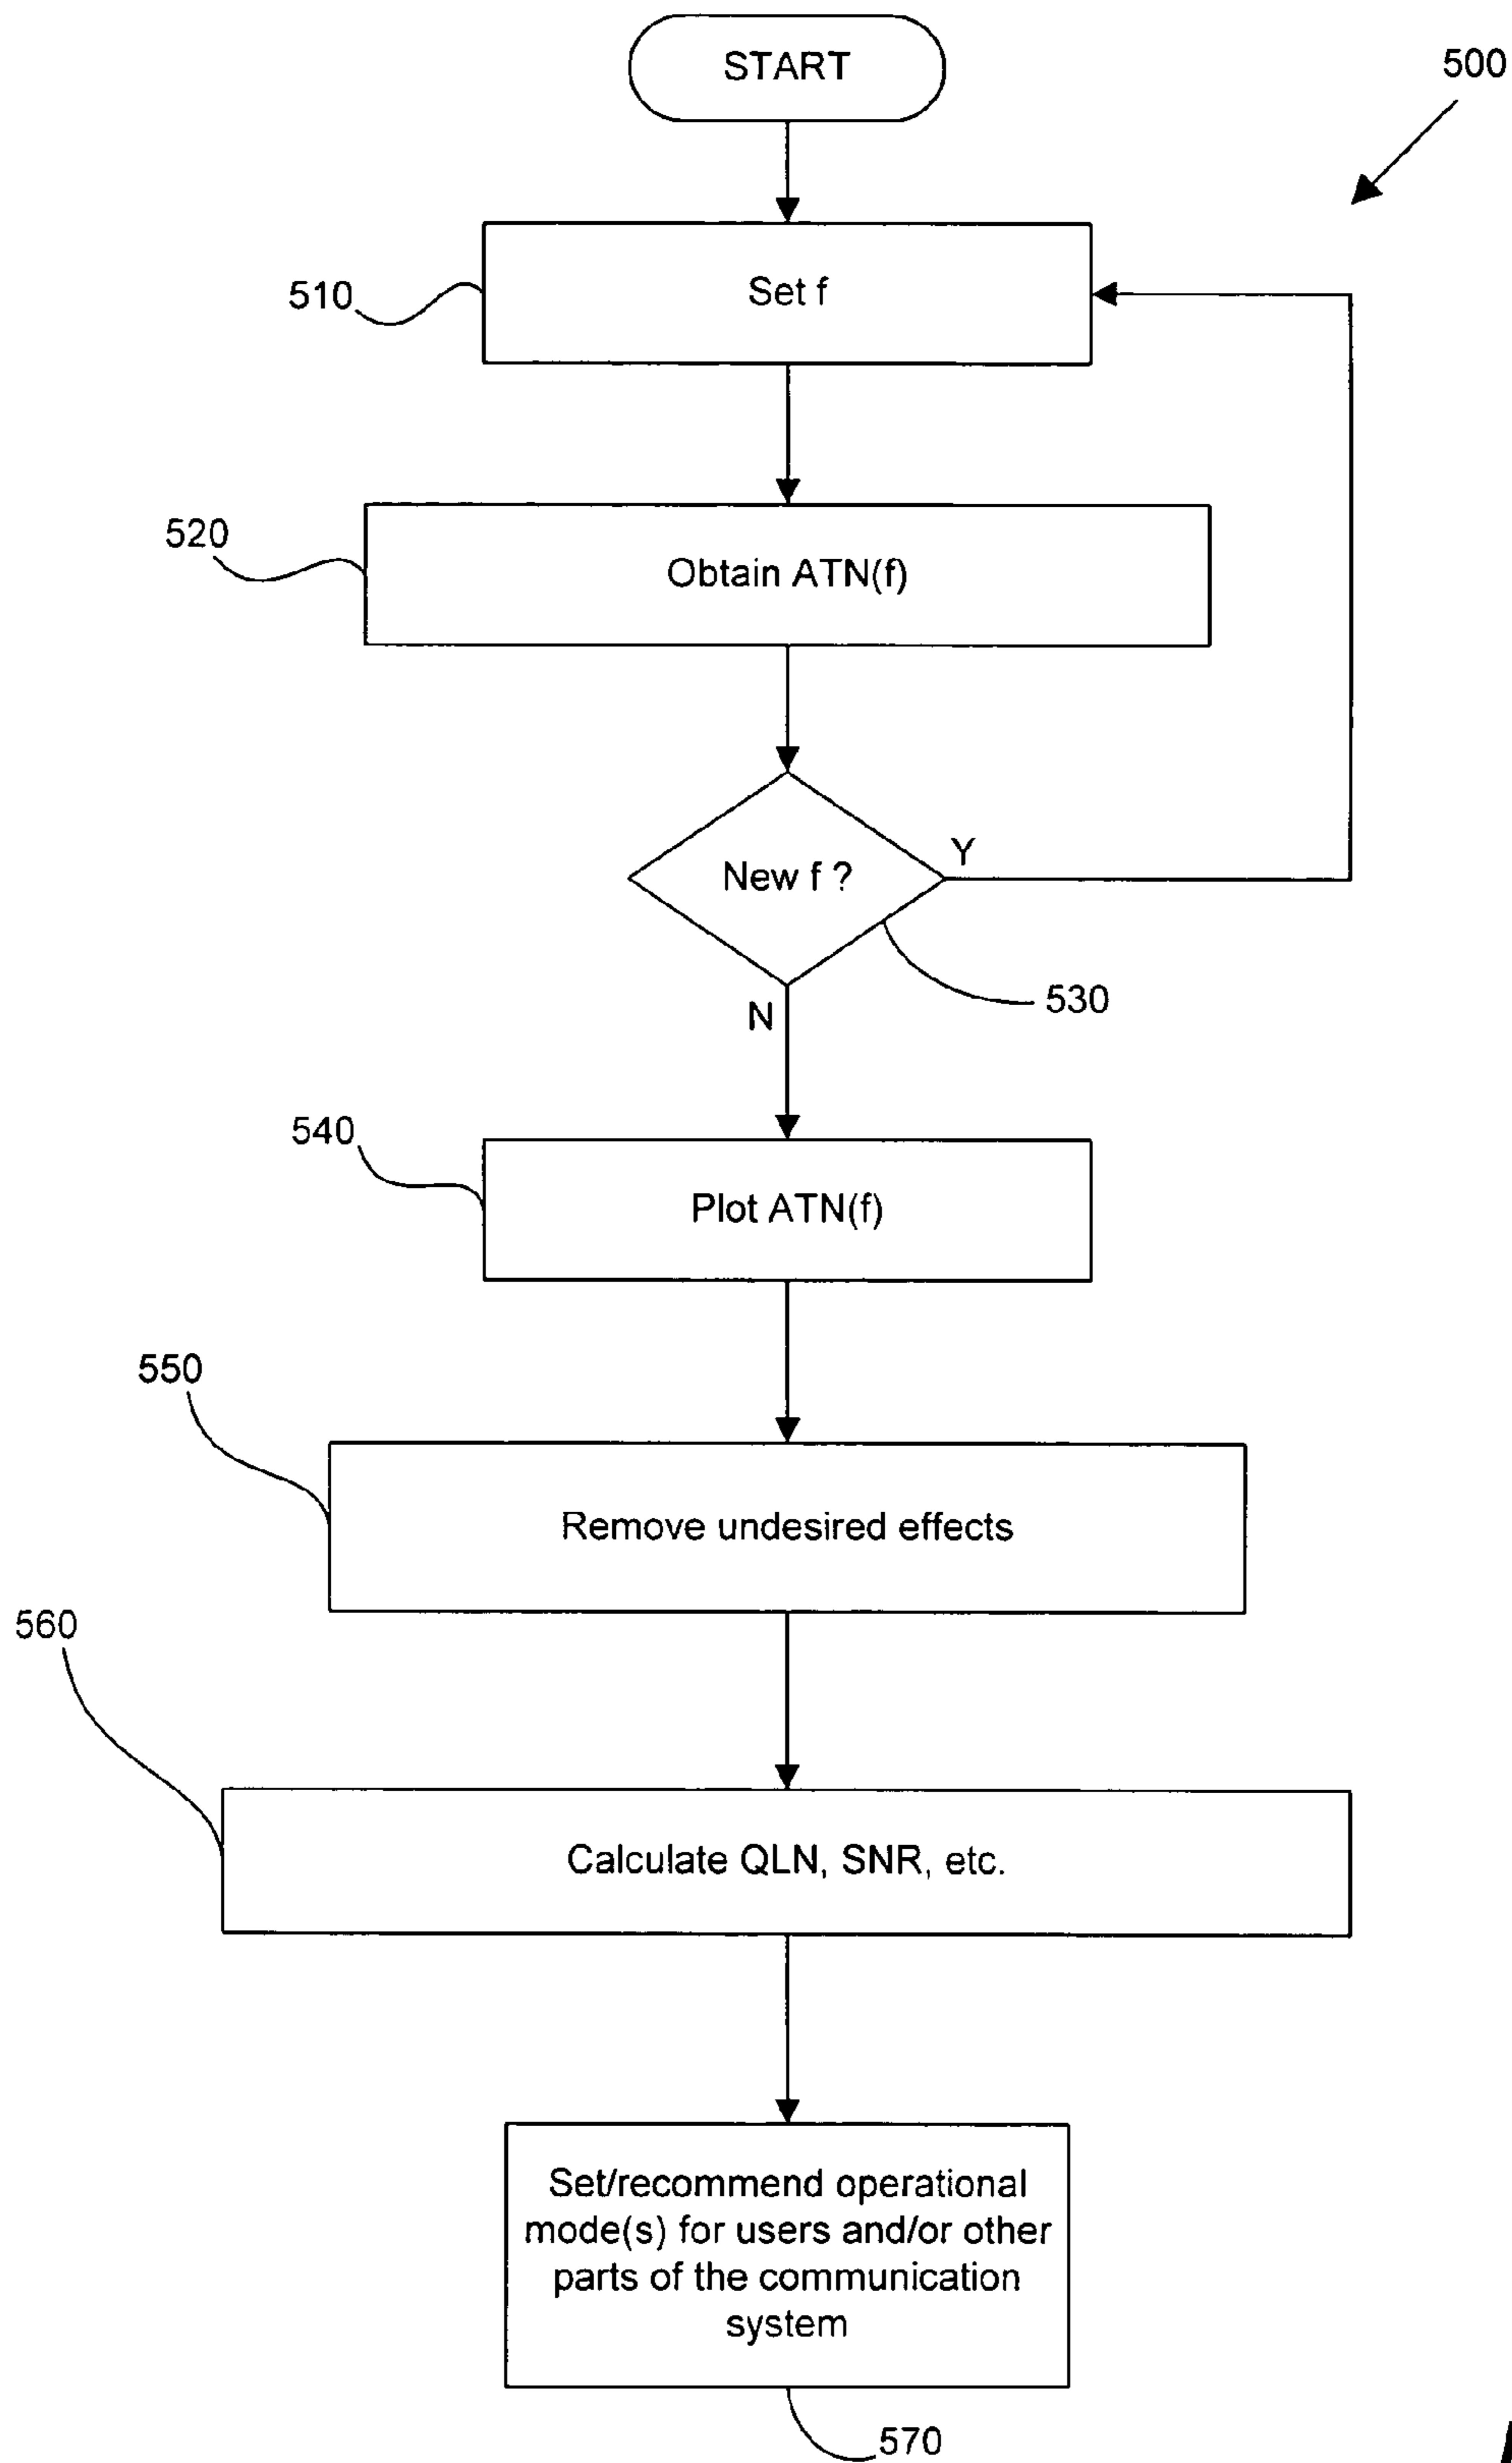 START
500
510
Set f
520
Obtain ATN(f)
New f ?
Y
530
N
540
Plot ATN(f)
550
Remove undesired effects
560
Calculate QLN, SNR, etc.
Set/recommend operational
mode(s) for users and/or other
parts of the communication
system
570